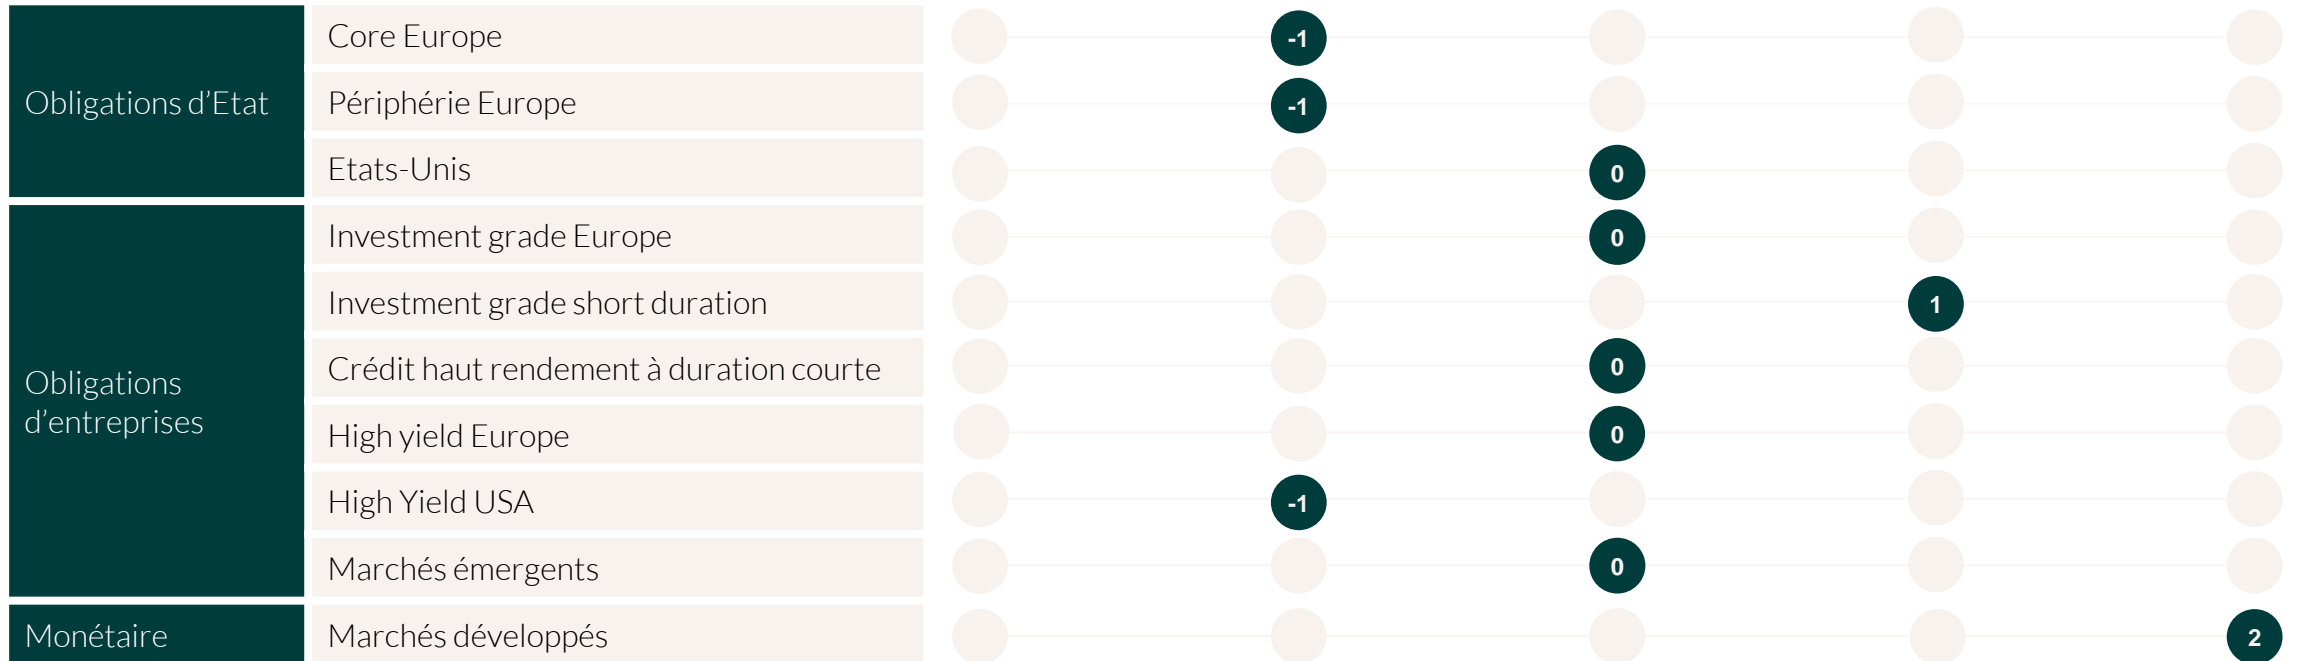 Obligations d’Etat
Core Europe
-1
Périphérie Europe
-1
Etats-Unis
0
Obligations
d’entreprises
Investment grade Europe
0
Investment grade short duration
1
Crédit haut rendement à duration courte
0
High yield Europe
0
High Yield USA
-1
Marchés émergents
0
Monétaire
Marchés développés
2